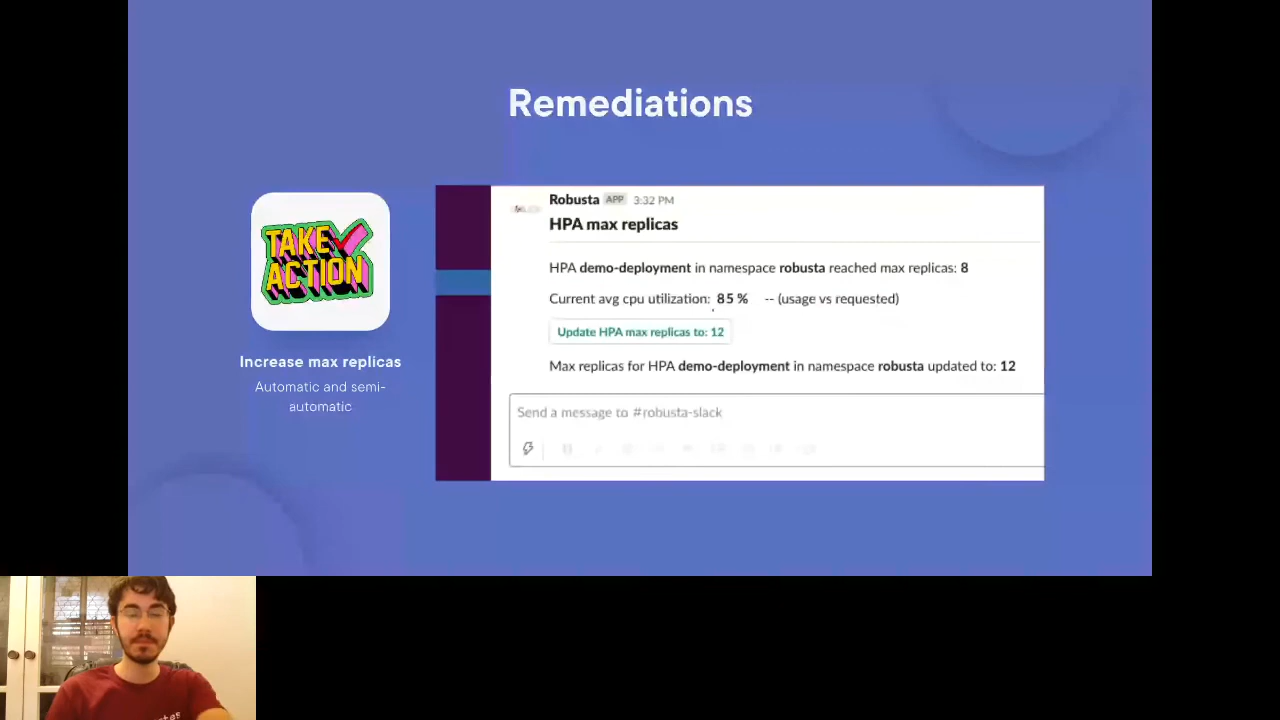 Remediations
TAKE
ACTION
Increase max replicas
Automatic and semi-
automatic
Robusta APP 3:32 PM
HPA max replicas
HPA demo-deployment in namespace robusta reached max replicas: 8
Current avg cpu utilization: 85 % -- (usage vs requested)
Update HPA max replicas to: 12
Max replicas for HPA demo-deployment in namespace robusta updated to: 12
Send a message to #robusta-slack